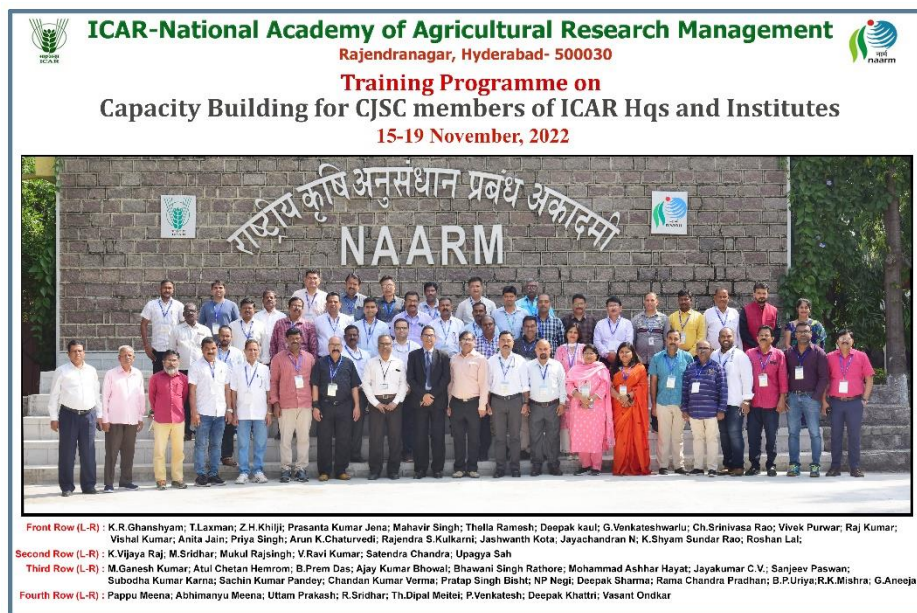 ICAR-National Academy of Agricultural Research Management
Rajendranagar, Hyderabad- 500030
ICAR
नार्म
naarm
Training Programme on
Capacity Building for CJSC members of ICAR Hqs and Institutes
15-19 November, 2022
राष्ट्रीय कृषि अनुसंधान प्रबंध अकादमी
NAARM
Front Row (L-R) : K.R.Ghanshyam; T.Laxman; Z.H.Khilji; Prasanta Kumar Jena; Mahavir Singh; Thella Ramesh; Deepak kaul; G.Venkateshwarlu; Ch.Srinivasa Rao; Vivek Purwar; Raj Kumar;
Vishal Kumar; Anita Jain; Priya Singh; Arun K.Chaturvedi; Rajendra S.Kulkarni; Jashwanth Kota; Jayachandran N; K.Shyam Sundar Rao; Roshan Lal;
Second Row (L-R) : K.Vijaya Raj; M.Sridhar; Mukul Rajsingh; V.Ravi Kumar; Satendra Chandra; Upagya Sah
Third Row (L-R) : M.Ganesh Kumar; Atul Chetan Hemrom; B.Prem Das; Ajay Kumar Bhowal; Bhawani Singh Rathore; Mohammad Ashhar Hayat; Jayakumar C.V.; Sanjeev Paswan;
Subodha Kumar Karna; Sachin Kumar Pandey; Chandan Kumar Verma; Pratap Singh Bisht; NP Negi; Deepak Sharma; Rama Chandra Pradhan; B.P.Uriya;R.K.Mishra; G.Aneeja
Fourth Row (L-R) : Pappu Meena; Abhimanyu Meena; Uttam Prakash; R.Sridhar; Th.Dipal Meitei; P.Venkatesh; Deepak Khattri; Vasant Ondkar